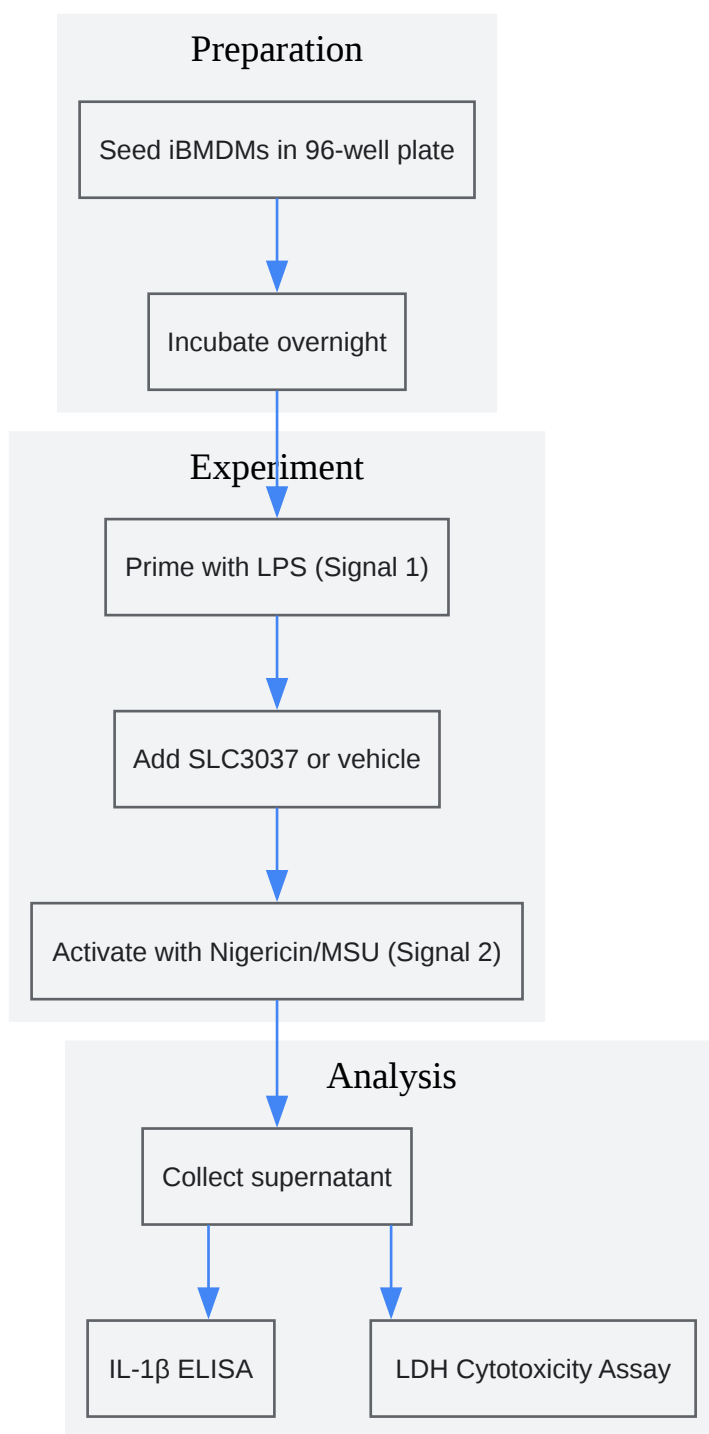 Preparation
Seed iBMDMs in 96-well plate
Incubate overnight
Experiment
Prime with LPS (Signal 1)
Add SLC3037 or vehicle
Activate with Nigericin/MSU (Signal 2)
Analysis
Collect supernatant
IL-1β ELISA
LDH Cytotoxicity Assay